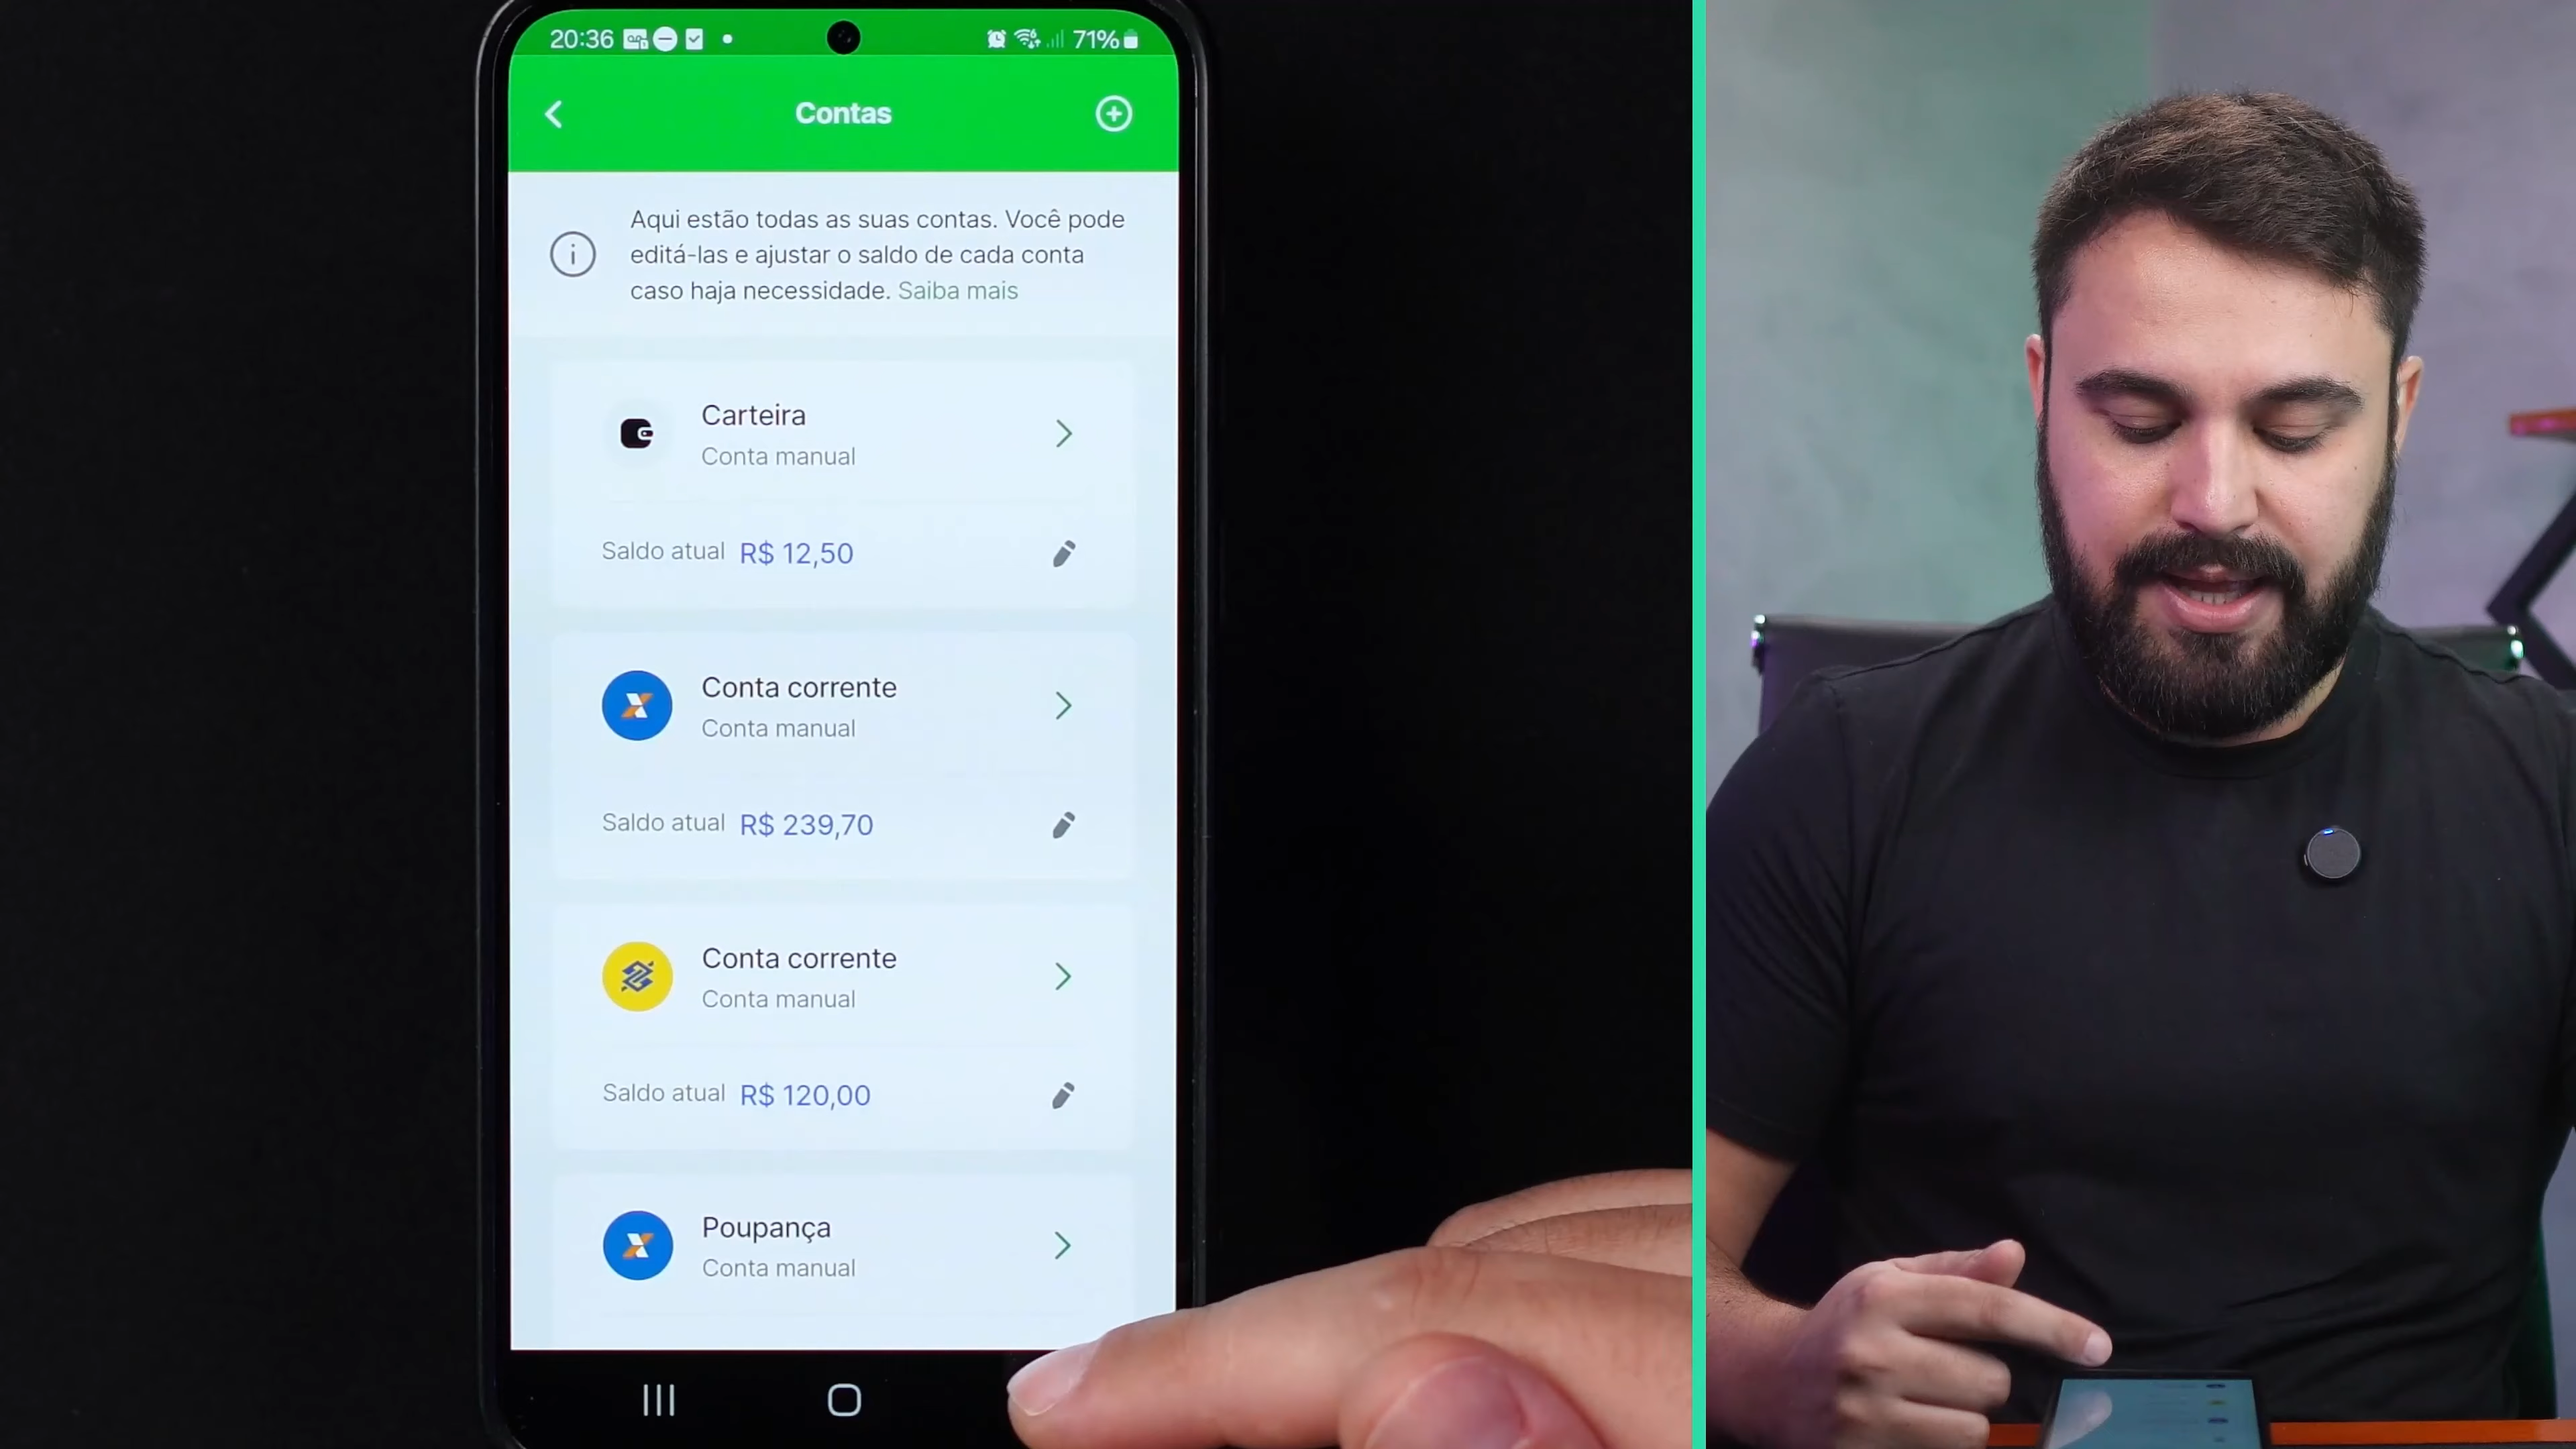 20:36
71%
Contas
Aqui estão todas as suas contas. Você pode
editá-las e ajustar o saldo de cada conta
caso haja necessidade. Saiba mais
Carteira
Conta manual
Saldo atual R$ 12,50
Conta corrente
Conta manual
Saldo atual R$ 239,70
Conta corrente
Conta manual
Saldo atual R$ 120,00
Poupança
Conta manual